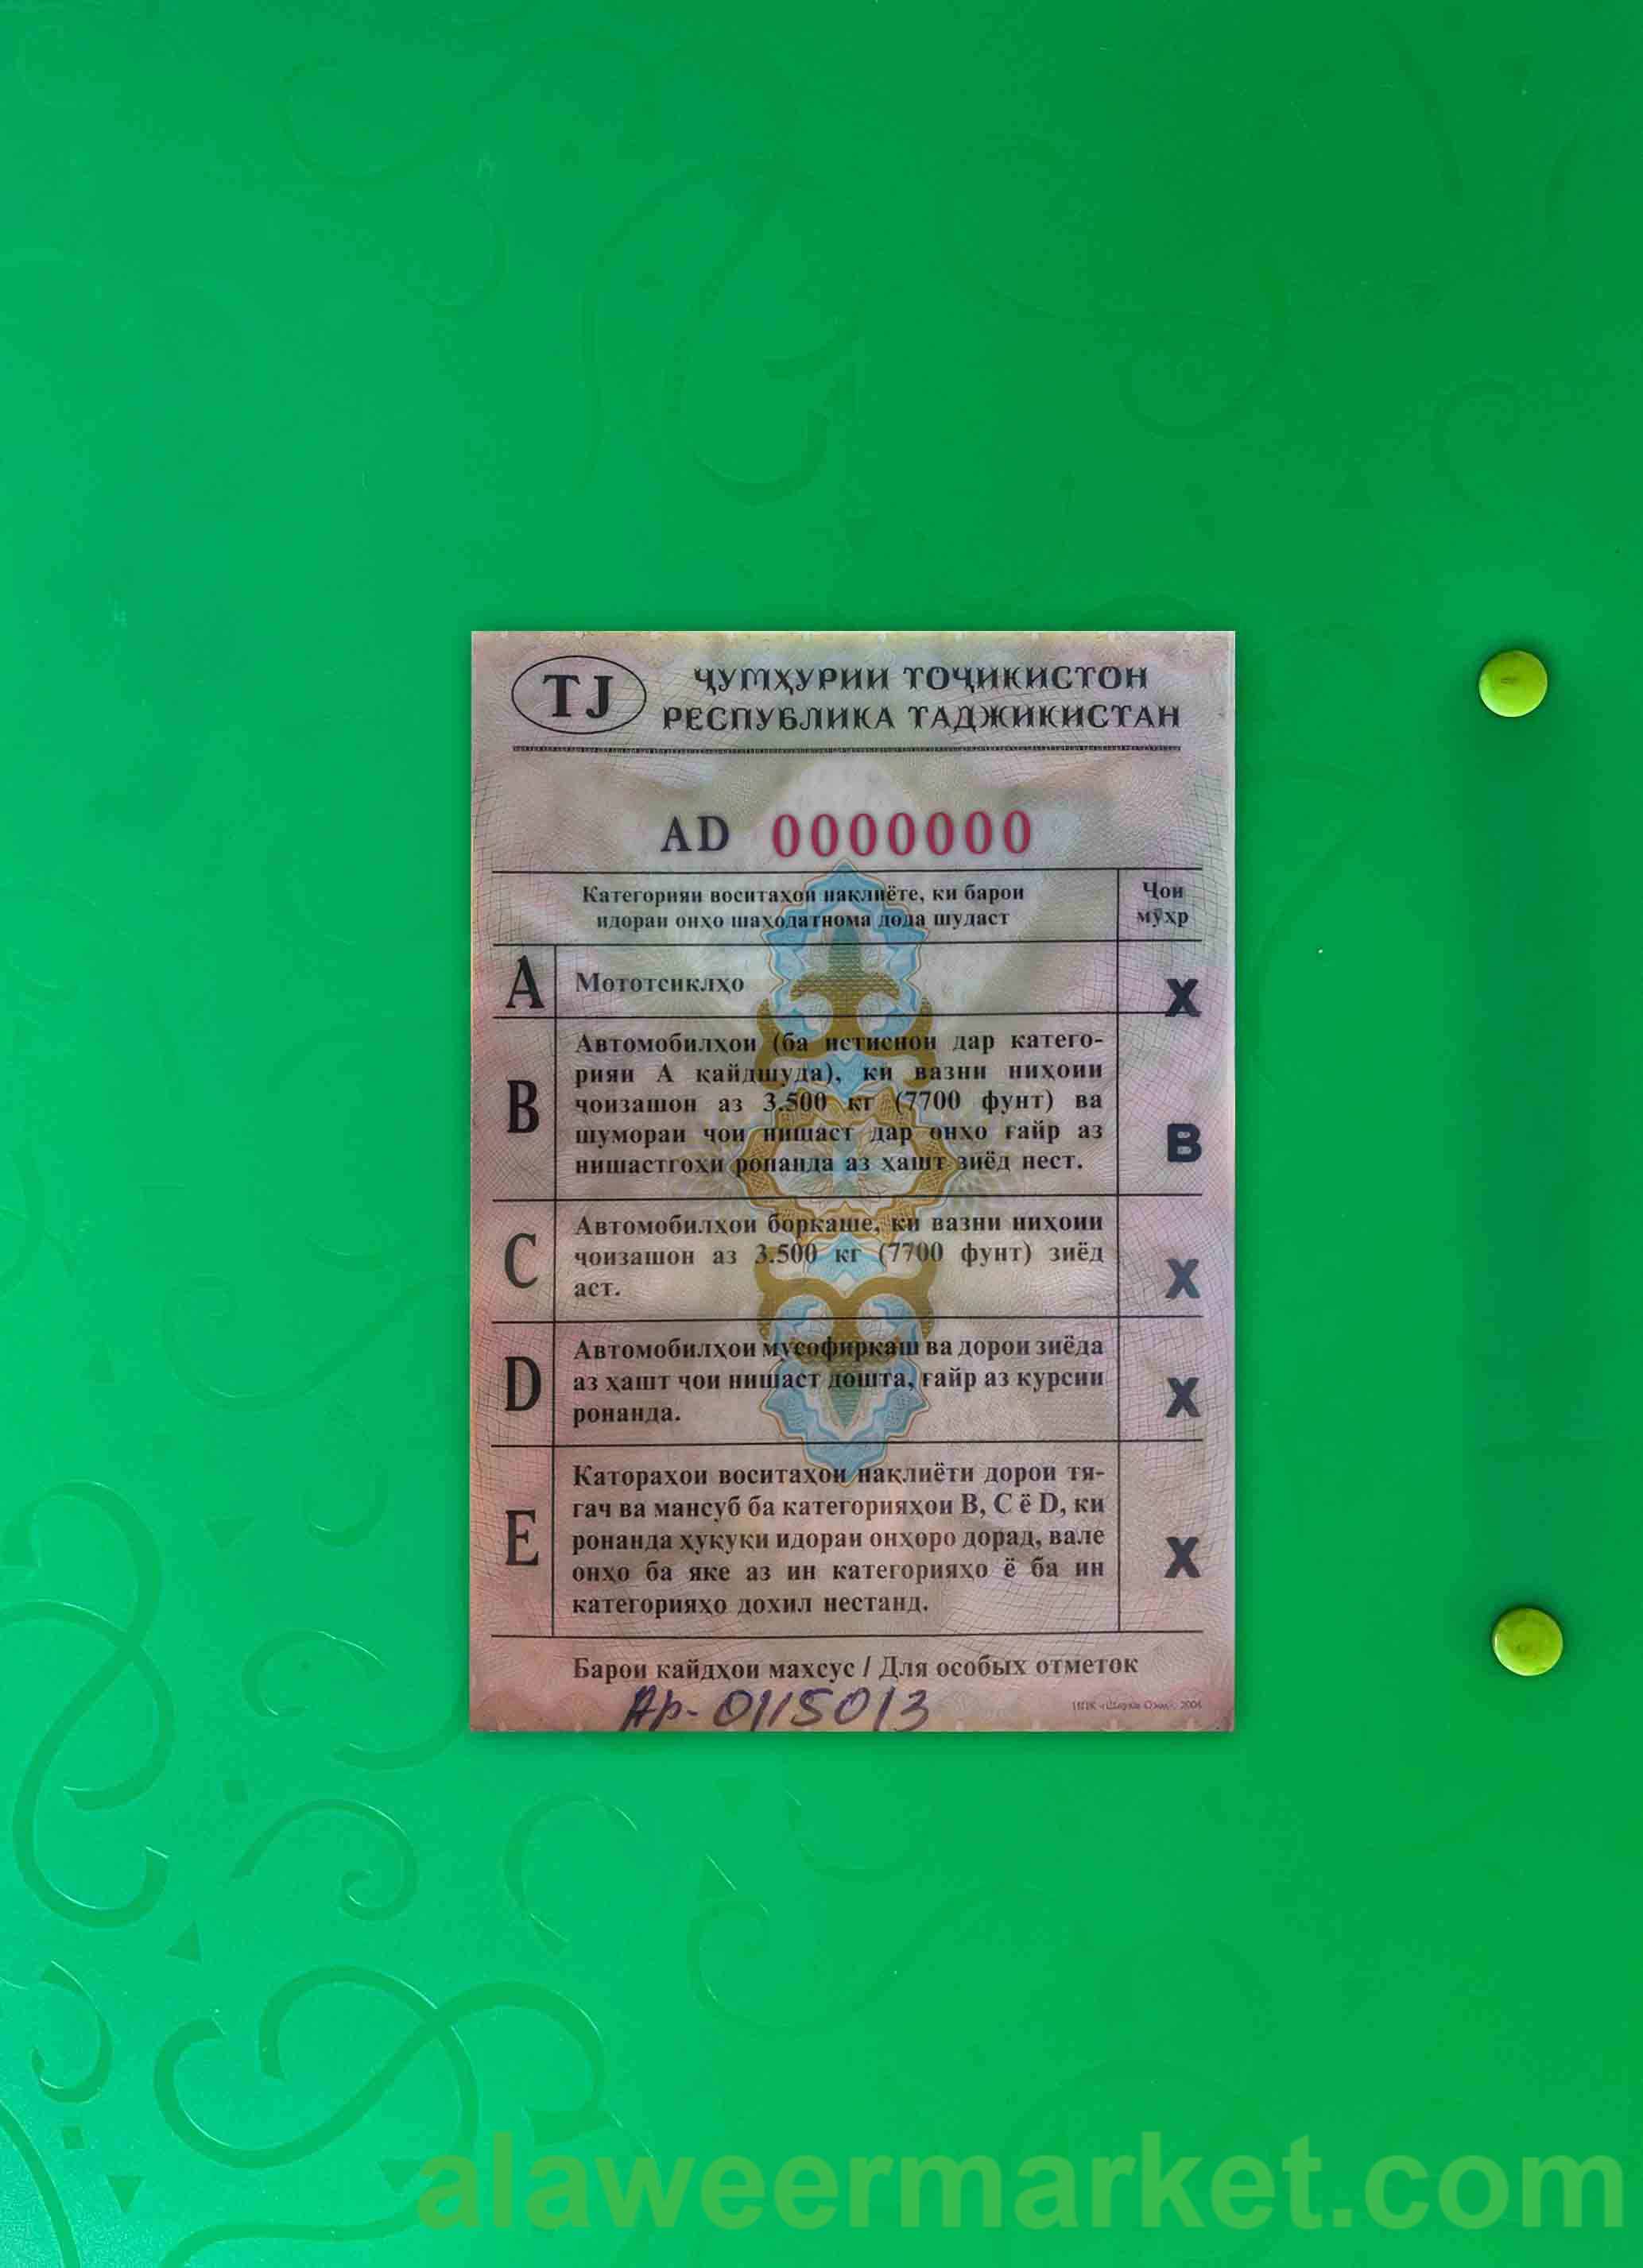 TJ
ҶУМҲУРИИ ТОҶИКИСТОН
РЕСПУБЛИКА ТАДЖИКИСТАН
AD 0000000
Категорияи воситаҳои нақлиёте, ки барои
идораи онҳо шаҳодатнома дода шудаст
Ҷои
мӯҳр
A
Мототсиклҳо
X
B
Автомобилҳои (ба истиснои дар катего-
рияи А қайдшуда), ки вазни ниҳоии
ҷоизашон аз 3.500 кг (7700 фунт) ва
шумораи ҷои нишаст дар онҳо ғайр аз
нишастгоҳи ронанда аз ҳашт зиёд нест.
B
C
Автомобилҳои боркаше, ки вазни ниҳоии
ҷоизашон аз 3.500 кг (7700 фунт) зиёд
аст.
X
D
Автомобилҳои мусофиркаш ва дорои зиёда
аз ҳашт ҷои нишаст дошта, ғайр аз курсии
ронанда.
X
E
Каторахои воситаҳои нақлиёти дорои тя-
гач ва мансуб ба категорияҳои B, C ё D, ки
ронанда ҳуқуқи идораи онҳоро дорад, вале
онҳо ба яке аз ин категорияҳо ё ба ин
категорияҳо дохил нестанд.
X
Барои кайдҳои махсус / Для особых отметок
Ар-0115013
2004
alaweermarket.com